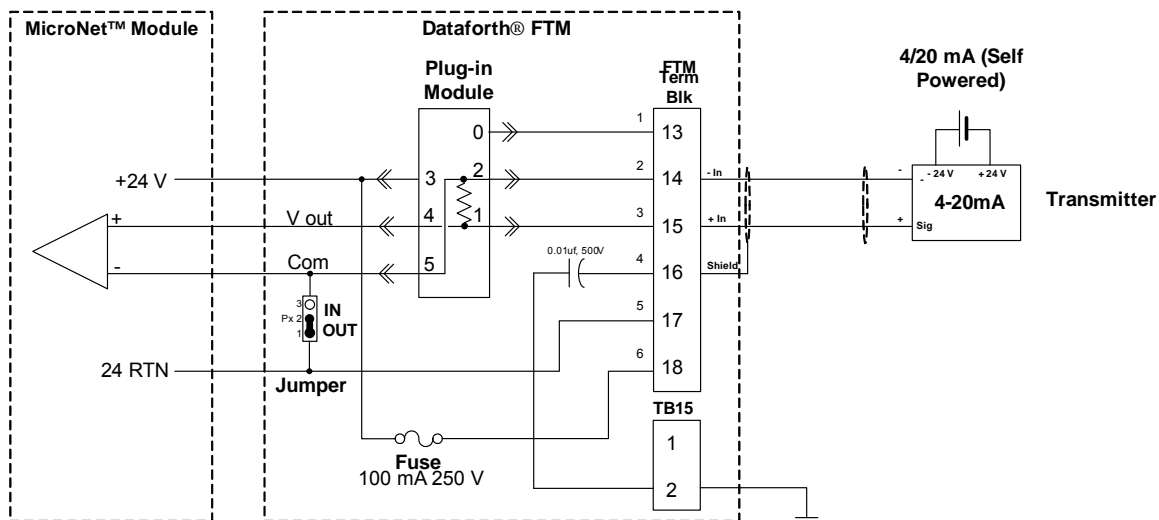 MicroNet™ Module
Dataforth® FTM
Plug-in
Module
FTM
Term
Blk
4/20 mA (Self
Powered)
0
1
13
+24 V
3
2
2
14
- In
-
- 24 V
+ 24 V
-
4-20mA
Transmitter
+
V out
4
1
3
15
+ In
+
Sig
0.01uf, 500V
-
Com
5
4
16
Shield
3
IN
Px 2
OUT
1
5
17
24 RTN
Jumper
6
18
TB15
1
Fuse
100 mA 250 V
2